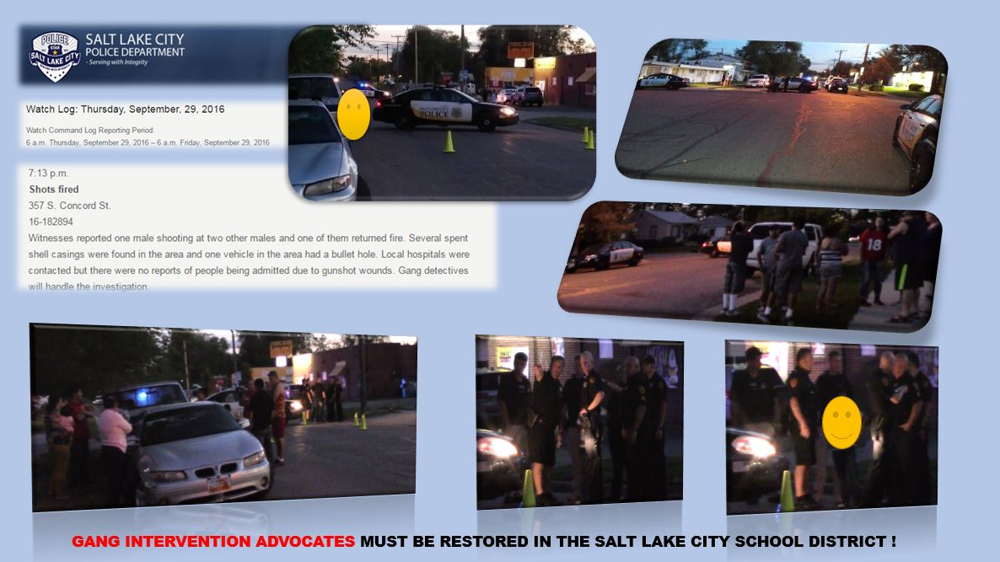 POLICE
UTAH
SALT LAKE CITY
SALT LAKE CITY
POLICE DEPARTMENT
- Serving with Integrity
Watch Log: Thursday, September, 29, 2016
Watch Command Log Reporting Period:
6 a.m. Thursday, September 29, 2016 – 6 a.m. Friday, September 29, 2016
7:13 p.m.
Shots fired
357 S. Concord St.
16-182894
Witnesses reported one male shooting at two other males and one of them returned fire. Several spent
shell casings were found in the area and one vehicle in the area had a bullet hole. Local hospitals were
contacted but there were no reports of people being admitted due to gunshot wounds. Gang detectives
will handle the investigation.
SALT LAKE CITY
POLICE
18
GANG INTERVENTION ADVOCATES MUST BE RESTORED IN THE SALT LAKE CITY SCHOOL DISTRICT !